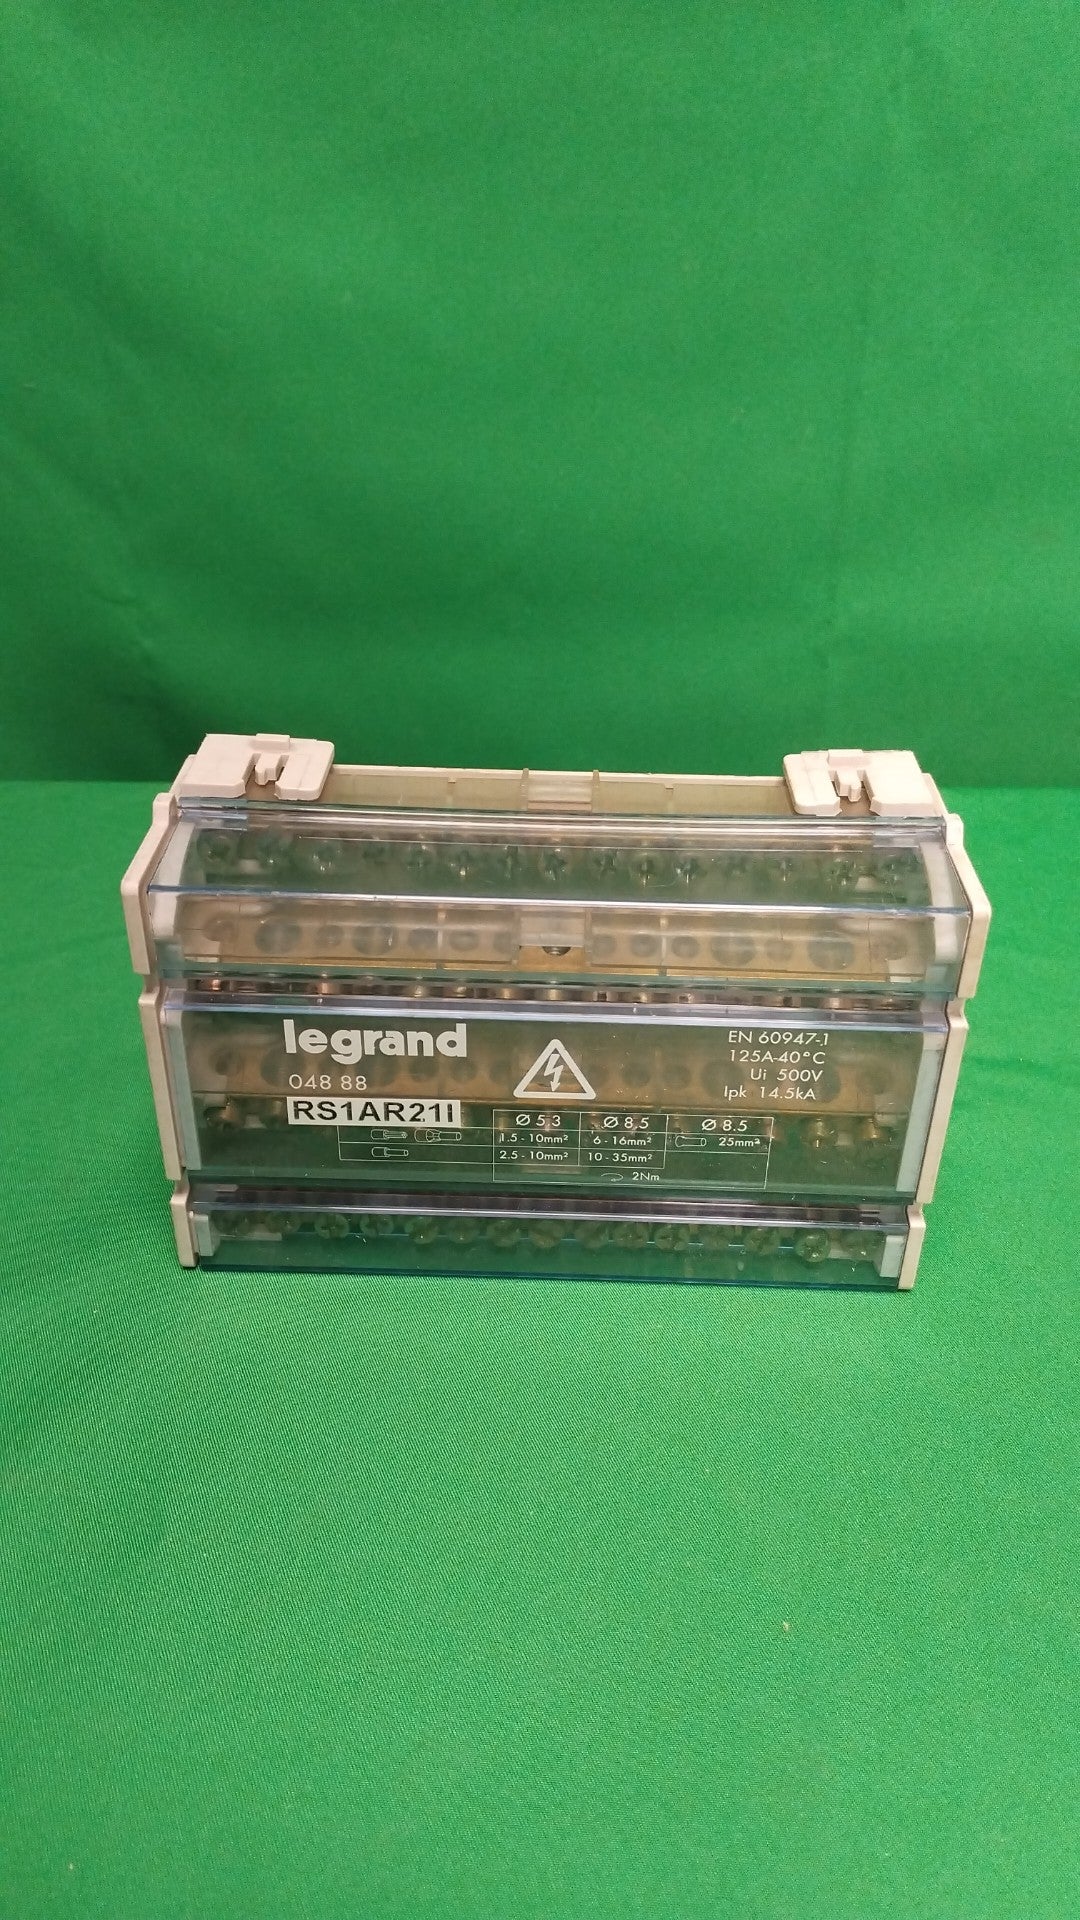 legrand
048 88
RS1AR21I
EN 60947-1
125A-40°C
Ui 500V
Ipk 14.5kA
Ø 5,3 Ø 8,5 Ø 8.5
1.5 - 10mm² 6 - 16mm² 25mm²
2.5 - 10mm² 10 - 35mm²
2Nm